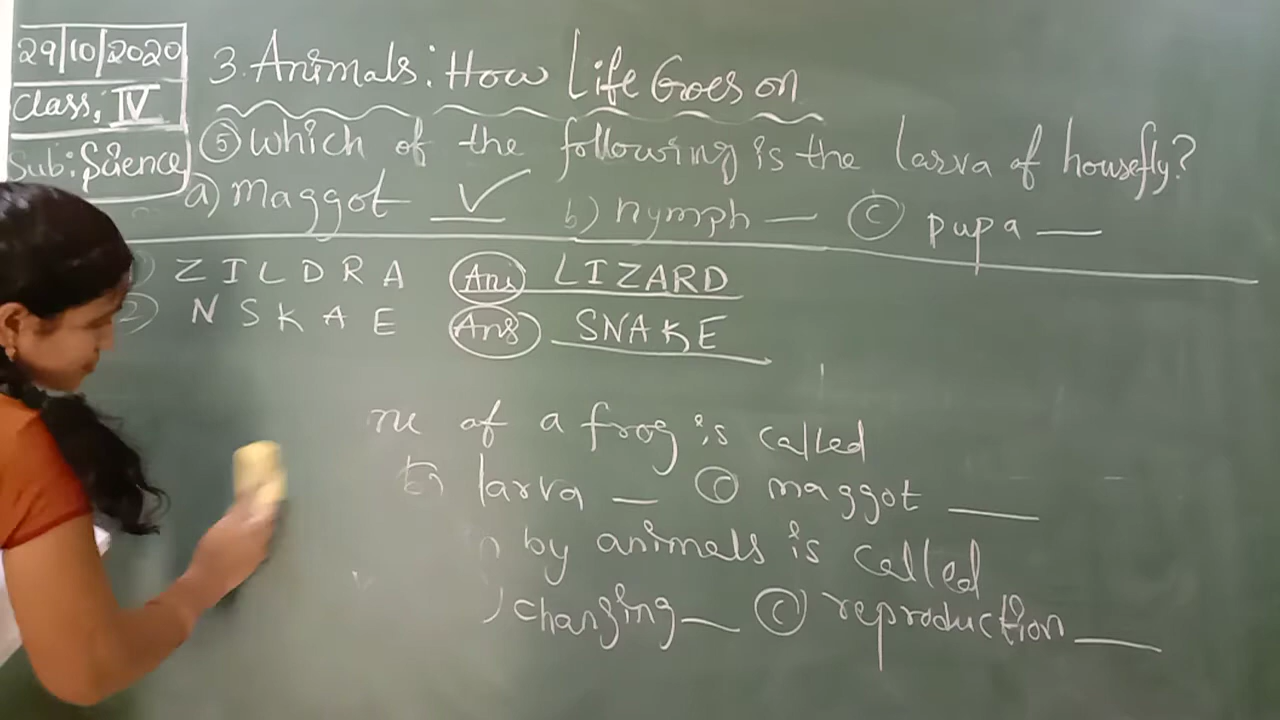 29/10/2020
Class: IV
Sub: Science
3. Animals: How Life Goes on
⑤ Which of the following is the larva of housefly?
a) maggot ✓ b) nymph — ⓒ pupa —
1) Z I L D R A Ans LIZARD
2) N S K A E Ans SNAKE
of a frog is called
larva — ⓒ maggot —
by animals is called
) changing — ⓒ reproduction —